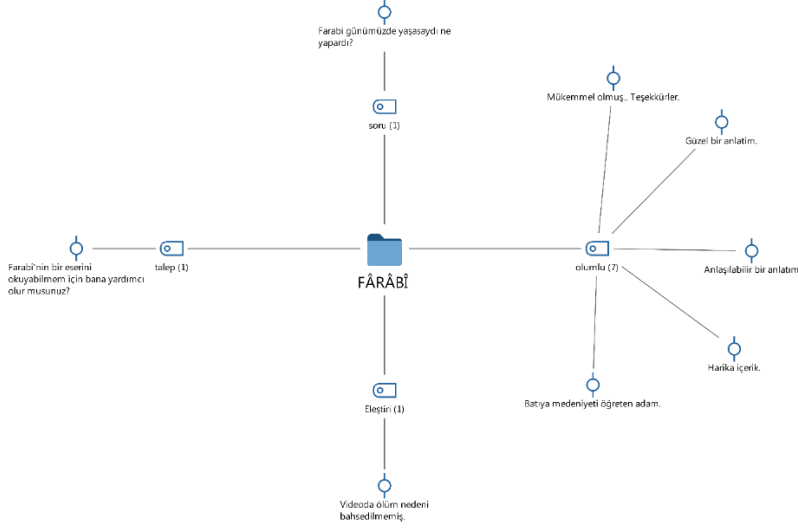 Farabi günümüzde yaşasaydı ne
yapardı?
soru (1)
Mükemmel olmuş.. Teşekkürler.
Güzel bir anlatim.
Farabi'nin bir eserini
okuyabilmem için bana yardımcı
olur musunuz?
talep (1)
FÂRÂBÎ
olumlu (7)
Anlaşılabilir bir anlatım
Harika içerik.
Batıya medeniyeti öğreten adam.
Eleştiri (1)
Videoda ölüm nedeni
bahsedilmemiş.